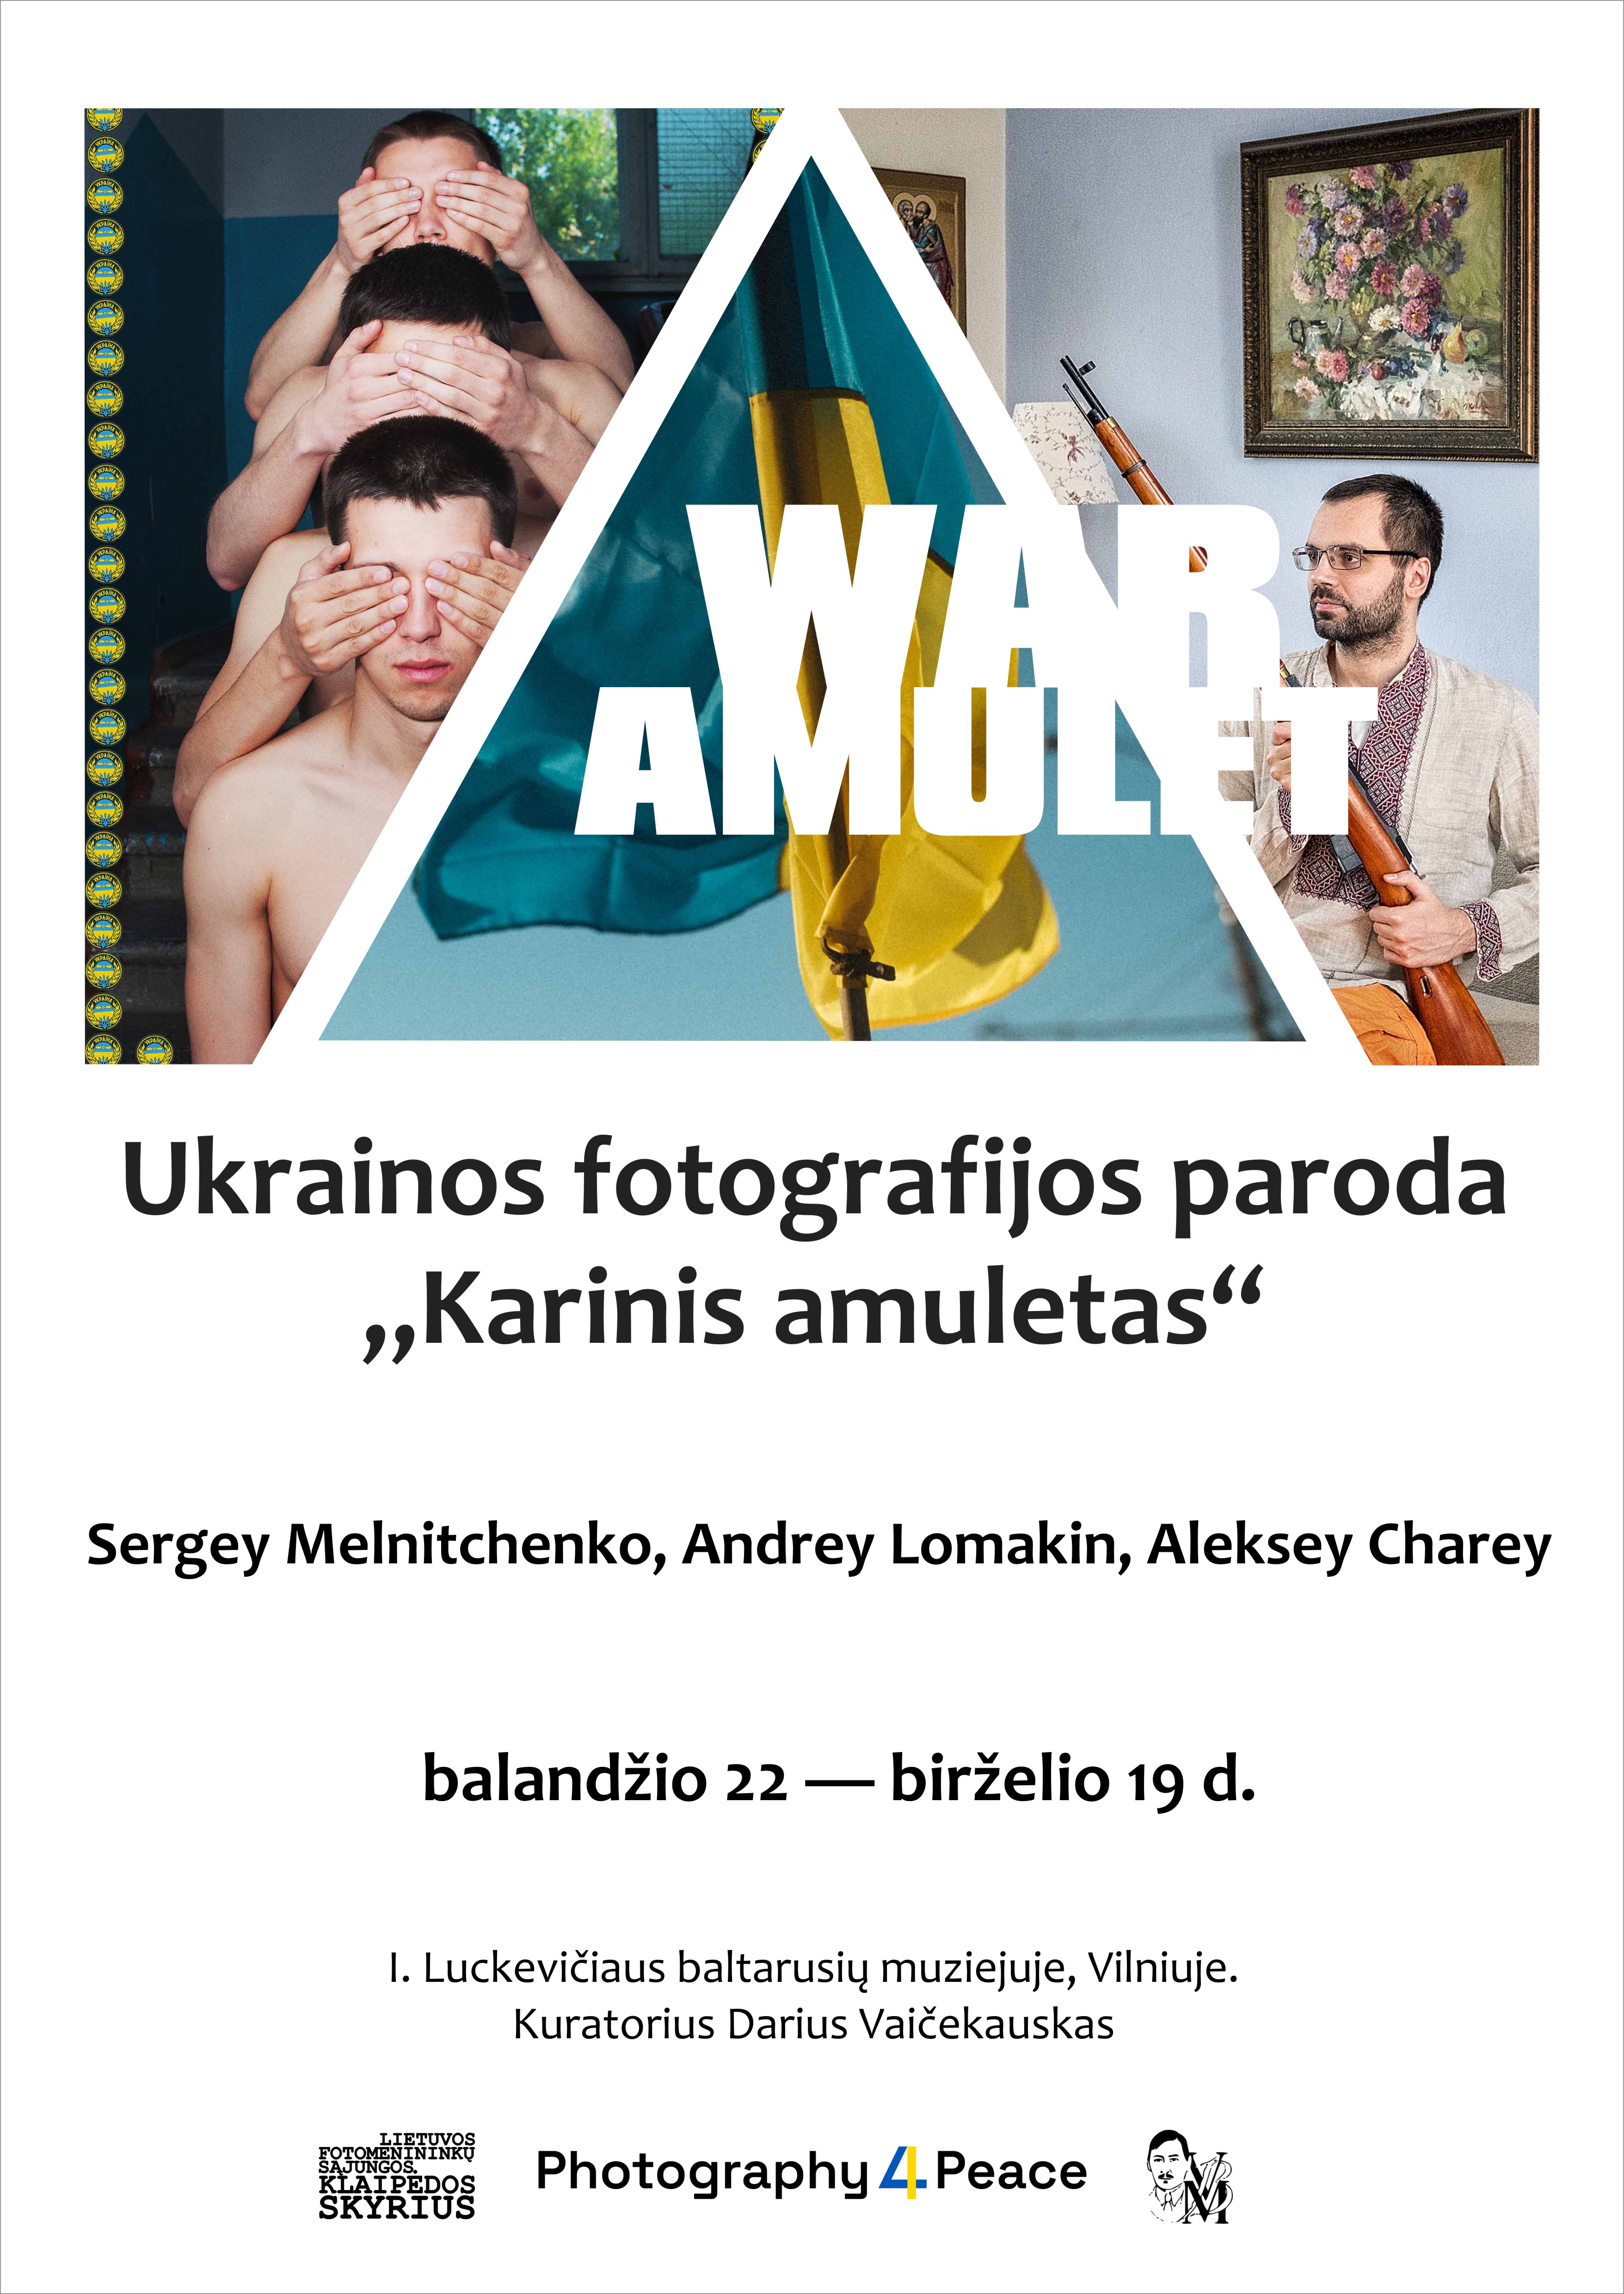 WAR
AMULET
Ukrainos fotografijos paroda
„Karinis amuletas“
Sergey Melnitchenko, Andrey Lomakin, Aleksey Charey
balandžio 22 — birželio 19 d.
I. Luckevičiaus baltarusių muziejuje, Vilniuje.
Kuratorius Darius Vaičekauskas
LIETUVOS
FOTOMENININKŲ
SĄJUNGOS.
KLAIPĖDOS
SKYRIUS
Photography 4 Peace